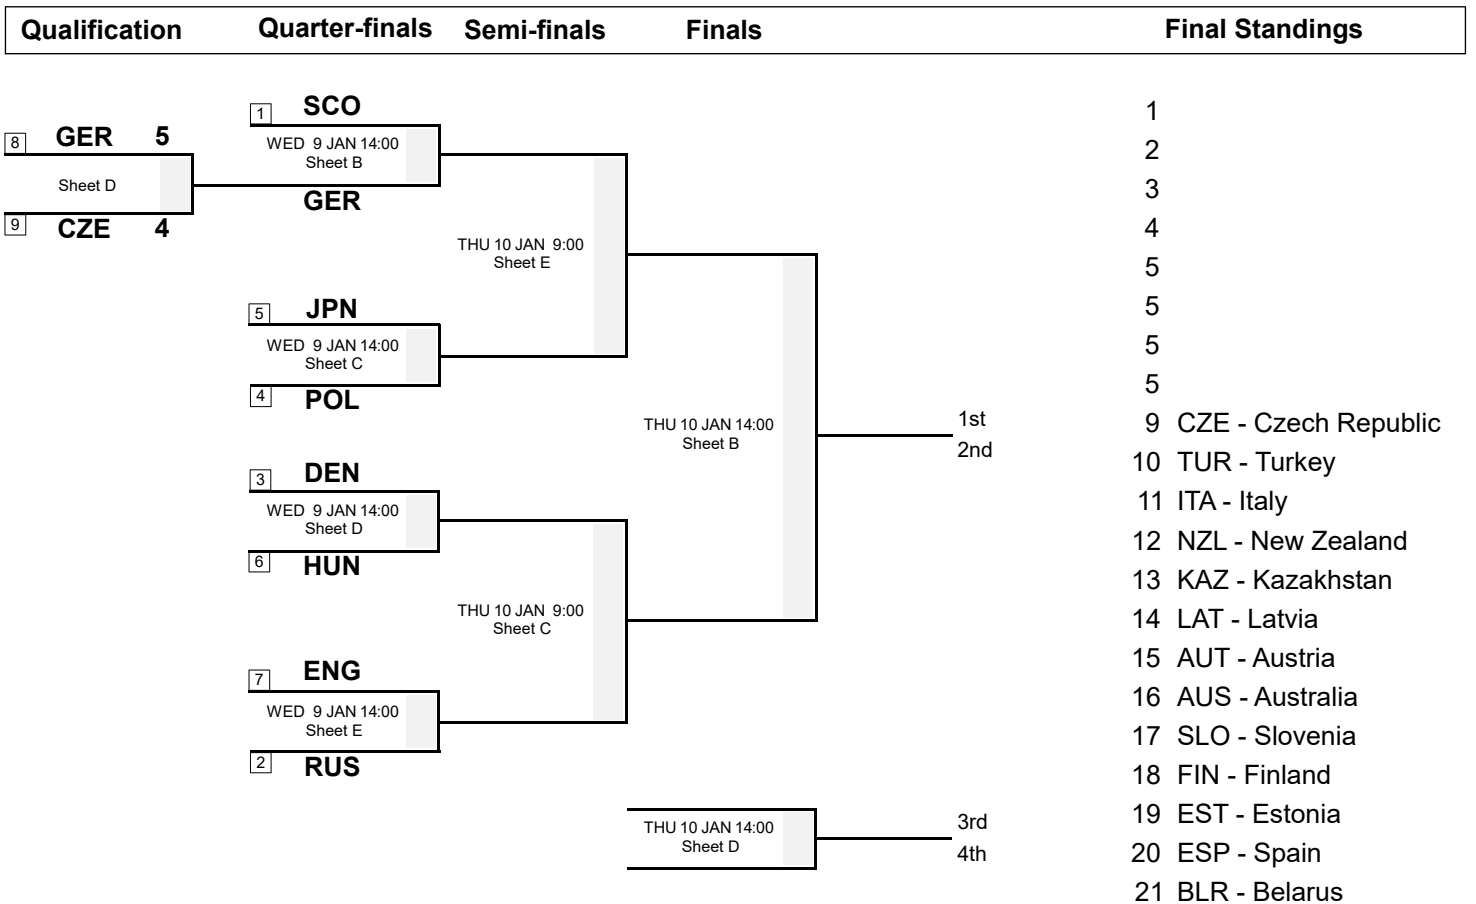 Qualification Quarter-finals Semi-finals Finals Final Standings
8 GER 5
Sheet D
9 CZE 4
1 SCO
WED 9 JAN 14:00
Sheet B
GER
5 JPN
WED 9 JAN 14:00
Sheet C
4 POL
3 DEN
WED 9 JAN 14:00
Sheet D
6 HUN
7 ENG
WED 9 JAN 14:00
Sheet E
2 RUS
THU 10 JAN 9:00
Sheet E
THU 10 JAN 9:00
Sheet C
THU 10 JAN 14:00
Sheet B
1st
2nd
THU 10 JAN 14:00
Sheet D
3rd
4th
1
2
3
4
5
5
5
5
9 CZE - Czech Republic
10 TUR - Turkey
11 ITA - Italy
12 NZL - New Zealand
13 KAZ - Kazakhstan
14 LAT - Latvia
15 AUT - Austria
16 AUS - Australia
17 SLO - Slovenia
18 FIN - Finland
19 EST - Estonia
20 ESP - Spain
21 BLR - Belarus